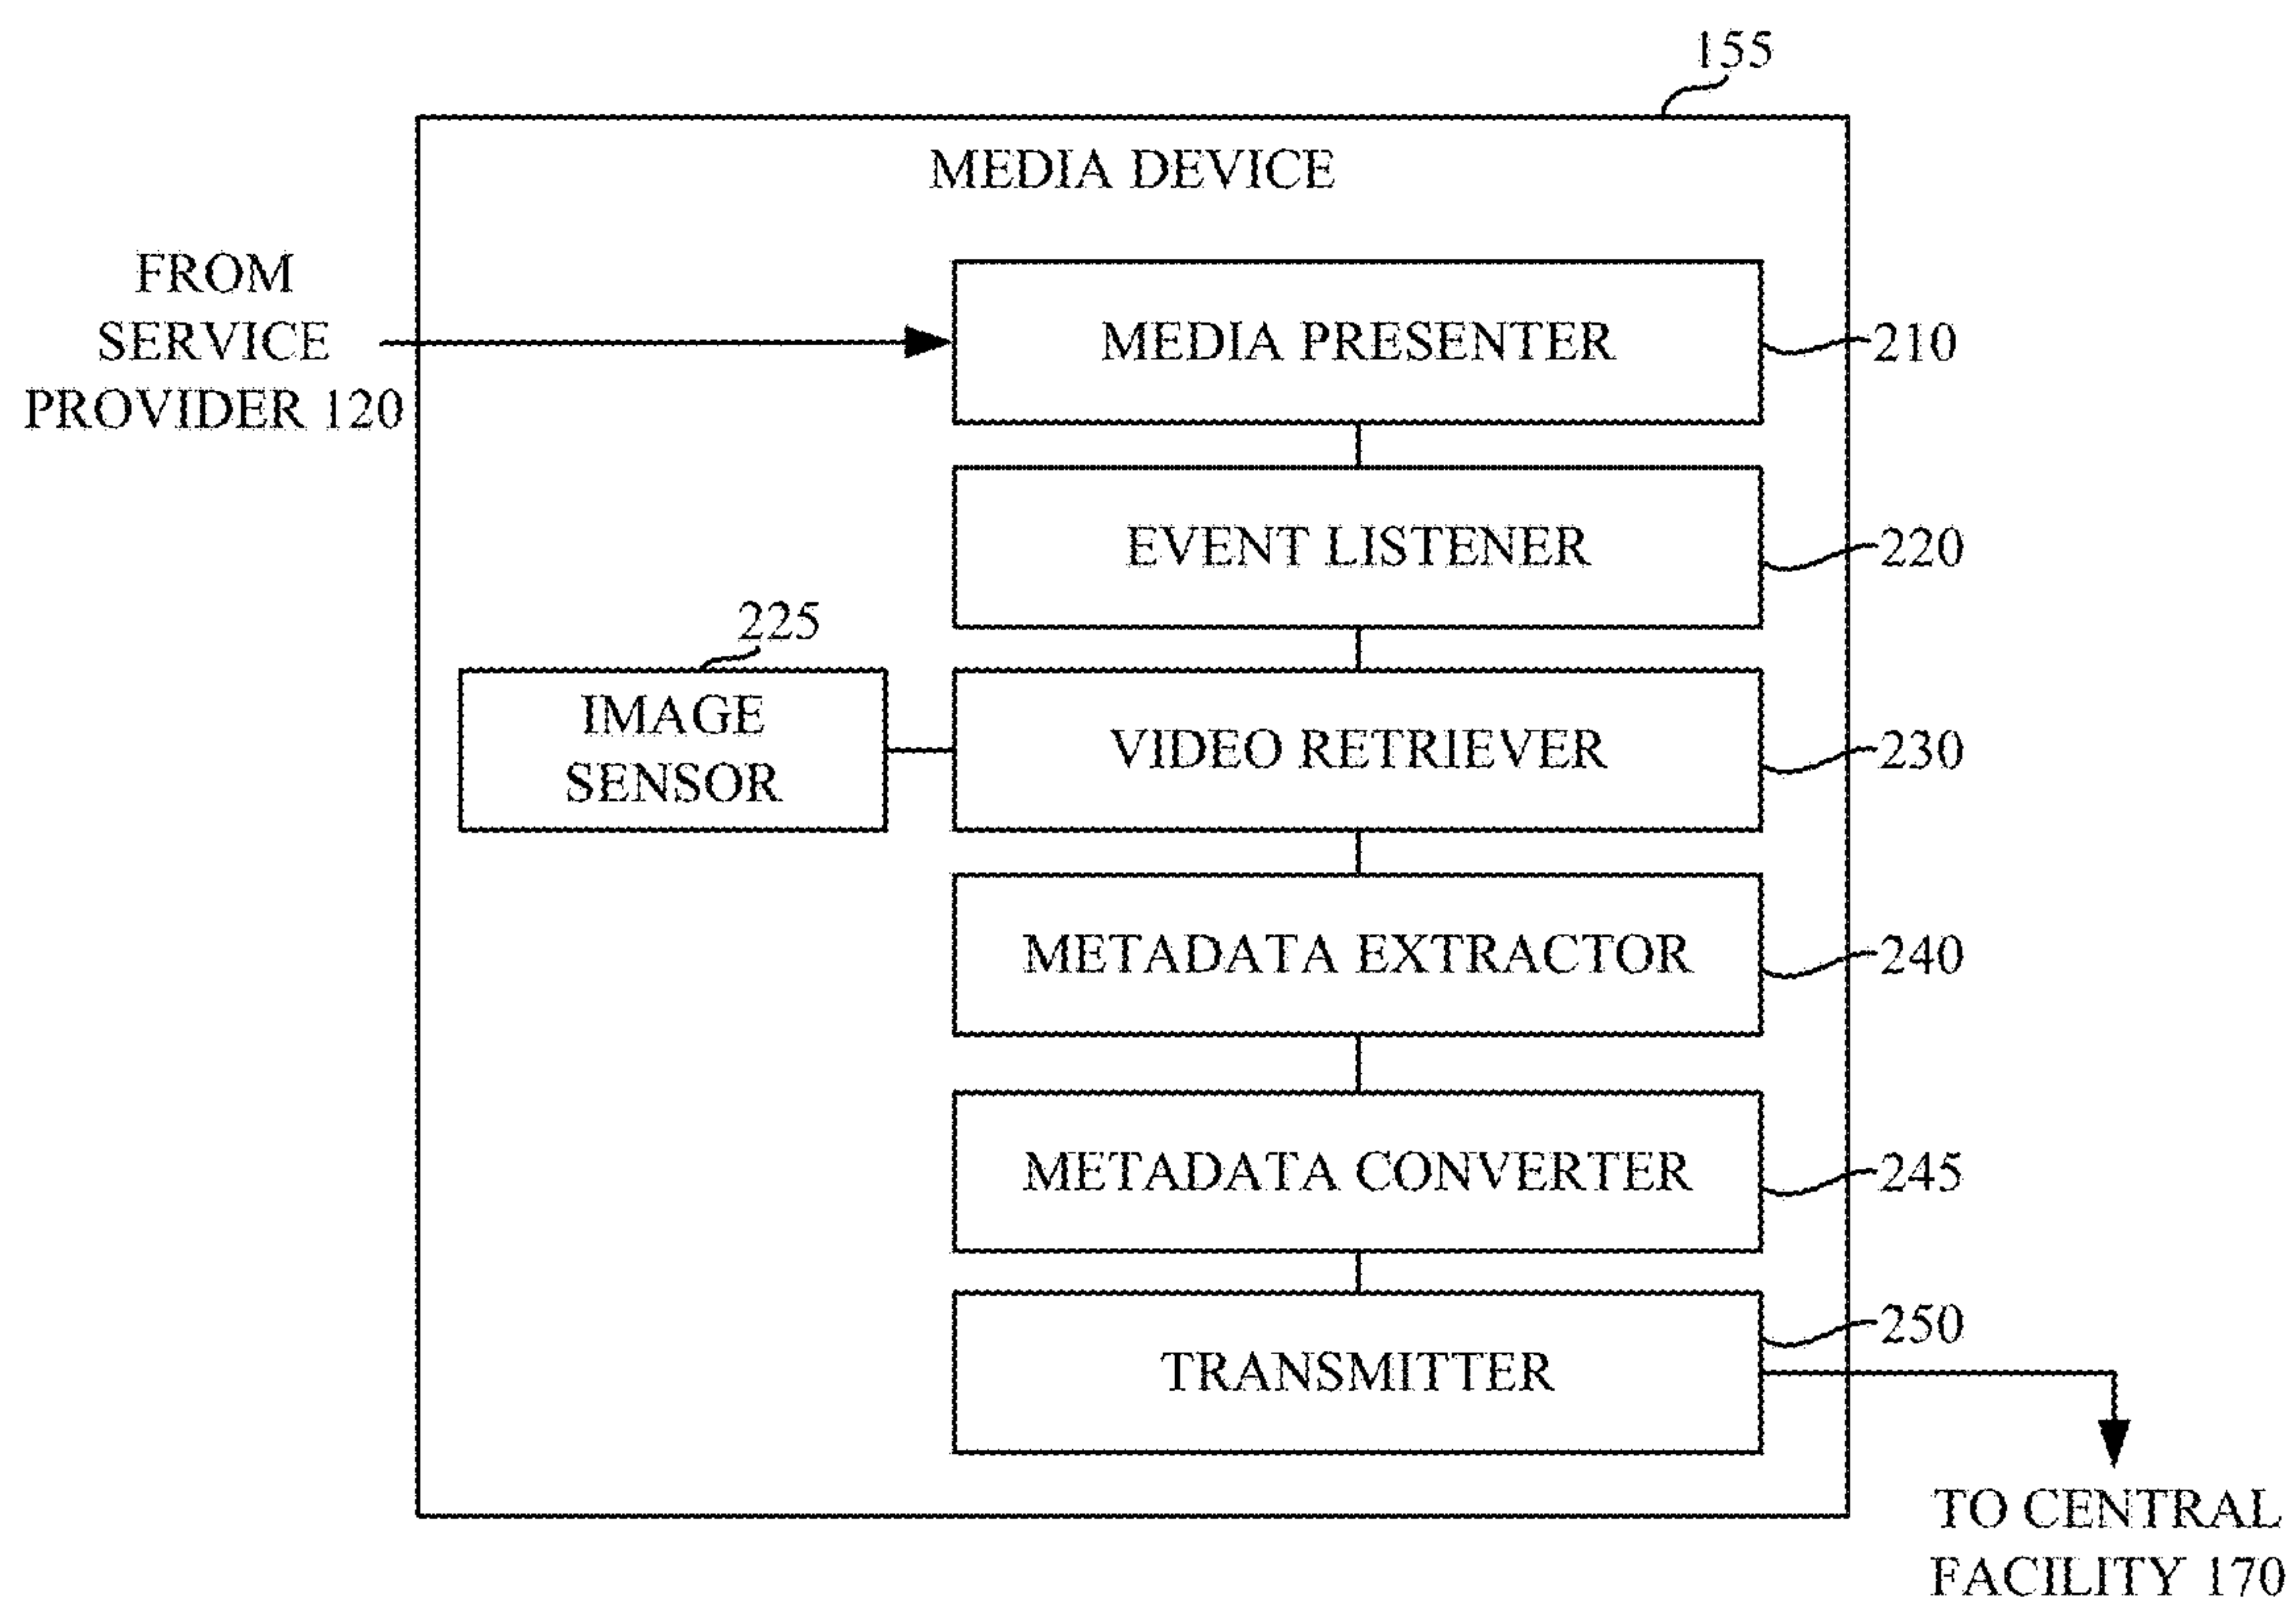 155
MEDIA DEVICE
FROM
SERVICE
PROVIDER 120
MEDIA PRESENTER
210
EVENT LISTENER
220
225
IMAGE
SENSOR
VIDEO RETRIEVER
230
METADATA EXTRACTOR
240
METADATA CONVERTER
245
250
TRANSMITTER
TO CENTRAL
FACILITY 170